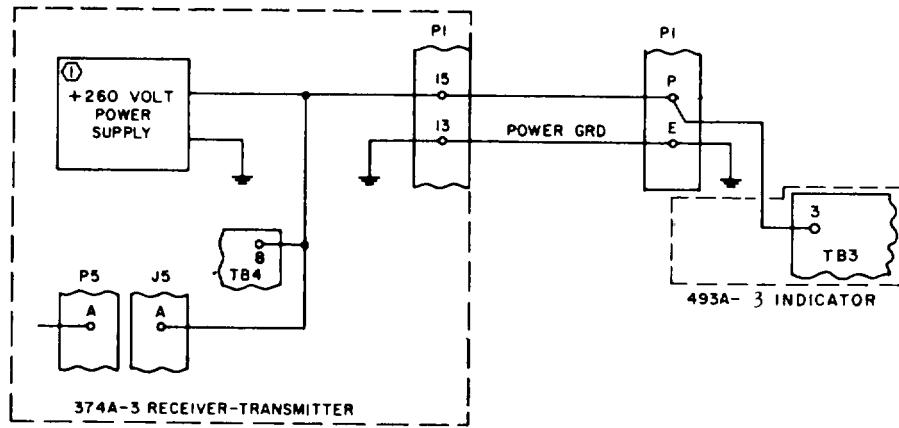 P1
P1
1
+260 VOLT
POWER
SUPPLY
15
P
13
POWER GRD
E
3
TB3
8
TB4
P5
J5
A
A
493A- 3 INDICATOR
374A-3 RECEIVER-TRANSMITTER